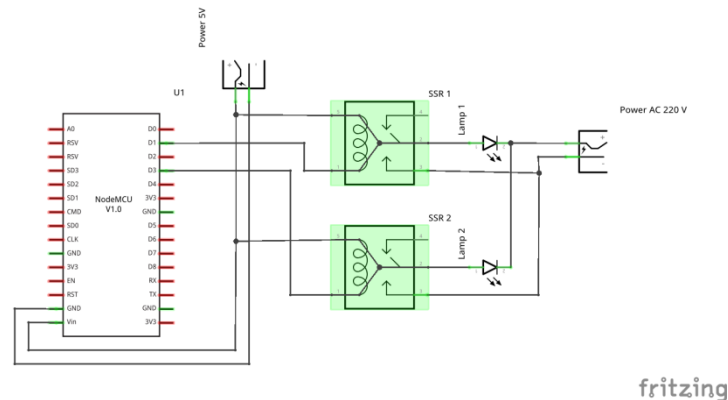 Power 5V
U1
SSR 1
Lamp 1
Power AC 220 V
A0
RSV
RSV
SD3
SD2
SD1
CMD
SD0
CLK
GND
3V3
EN
RST
GND
Vin
NodeMCU
V1.0
D0
D1
D2
D3
D4
3V3
GND
D5
D6
D7
D8
RX
TX
GND
3V3
SSR 2
Lamp 2
fritzing